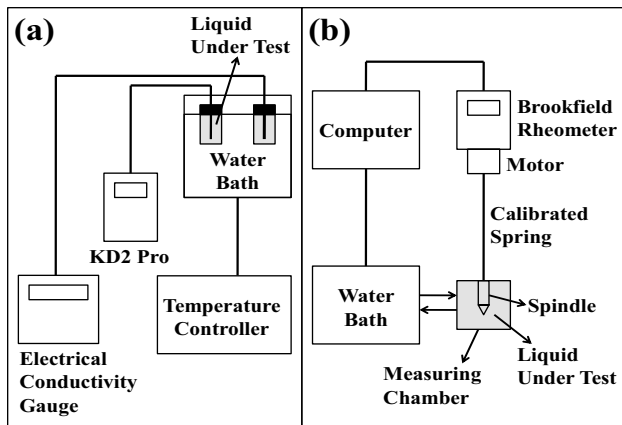 (a)
Liquid
Under Test
Water
Bath
KD2 Pro
Temperature
Controller
Electrical
Conductivity
Gauge
(b)
Computer
Brookfield
Rheometer
Motor
Calibrated
Spring
Water
Bath
Spindle
Liquid
Under Test
Measuring
Chamber